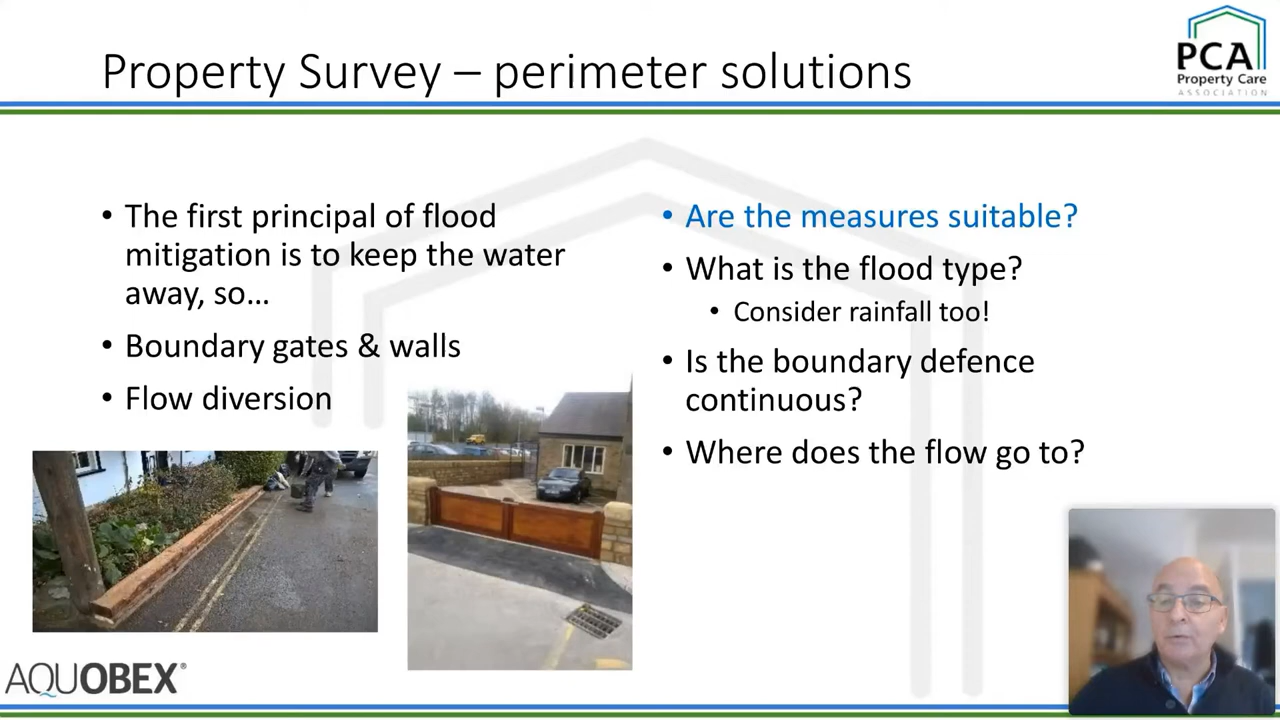 Property Survey – perimeter solutions
PCA
Property Care
ASSOCIATION
• The first principal of flood
mitigation is to keep the water
away, so…
• Boundary gates & walls
• Flow diversion
• Are the measures suitable?
• What is the flood type?
• Consider rainfall too!
• Is the boundary defence
continuous?
• Where does the flow go to?
AQUOBEX®